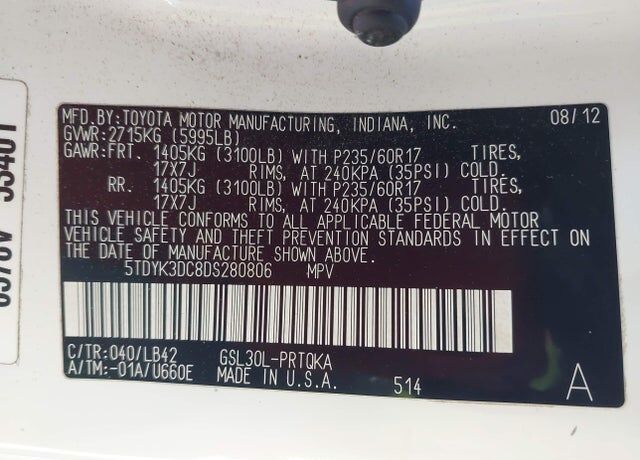 MFD.BY:TOYOTA MOTOR MANUFACTURING, INDIANA, INC. 08/12
GVWR:2715KG (5995LB)
GAWR:FRT. 1405KG (3100LB) WITH P235/60R17 TIRES,
17X7J RIMS, AT 240KPA (35PSI) COLD.
RR. 1405KG (3100LB) WITH P235/60R17 TIRES,
17X7J RIMS, AT 240KPA (35PSI) COLD.
THIS VEHICLE CONFORMS TO ALL APPLICABLE FEDERAL MOTOR
VEHICLE SAFETY AND THEFT PREVENTION STANDARDS IN EFFECT ON
THE DATE OF MANUFACTURE SHOWN ABOVE.
5TDYK3DC8DS280806 MPV
C/TR:040/LB42 GSL30L-PRTQKA
A/TM:-01A/U660E MADE IN U.S.A. 514 A